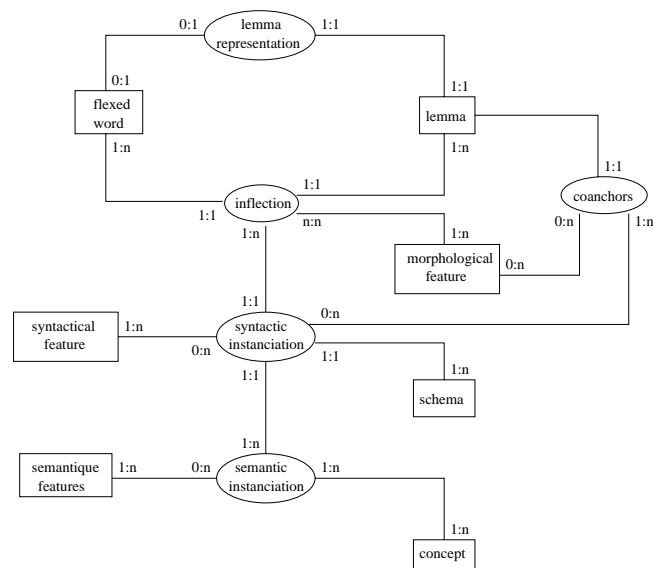 0:1
lemma
representation
1:1
0:1
flexed
word
1:1
lemma
1:n
1:n
1:1
1:1
inflection
1:1
coanchors
n:n
0:n
1:n
1:n
1:n
morphological
feature
0:n
1:1
0:n
syntactical
feature
1:n
syntactic
instanciation
0:n
1:1
1:1
1:n
schema
1:n
semantique
features
1:n
0:n
semantic
instanciation
1:n
1:n
concept